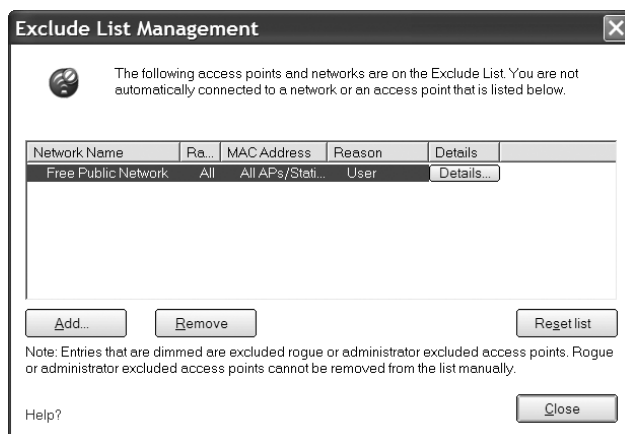 Exclude List Management
The following access points and networks are on the Exclude List. You are not
automatically connected to a network or an access point that is listed below.
Network Name Ra... MAC Address Reason Details
Free Public Network All All APs/Stati... User Details...
Add... Remove Reset list
Note: Entries that are dimmed are excluded rogue or administrator excluded access points. Rogue
or administrator excluded access points cannot be removed from the list manually.
Help? Close